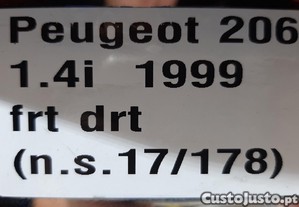 Peugeot 206
1.4i 1999
frt drt
(n.s.17/178)
CustoJusto.pt